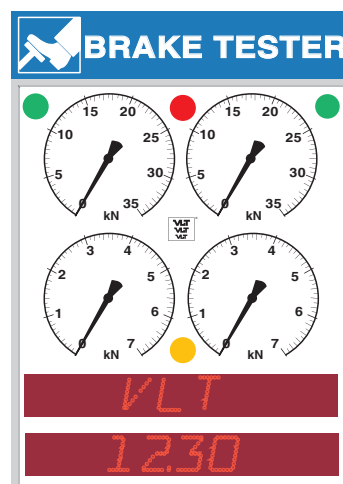 BRAKE TESTER
15 20 15 20
10 25 10 25
5 30 5 30
0 35 0 35
kN kN
VLT
VLT
VLT
3 4 3 4
2 5 2 5
1 6 1 6
0 7 0 7
kN kN
VLT
12.30